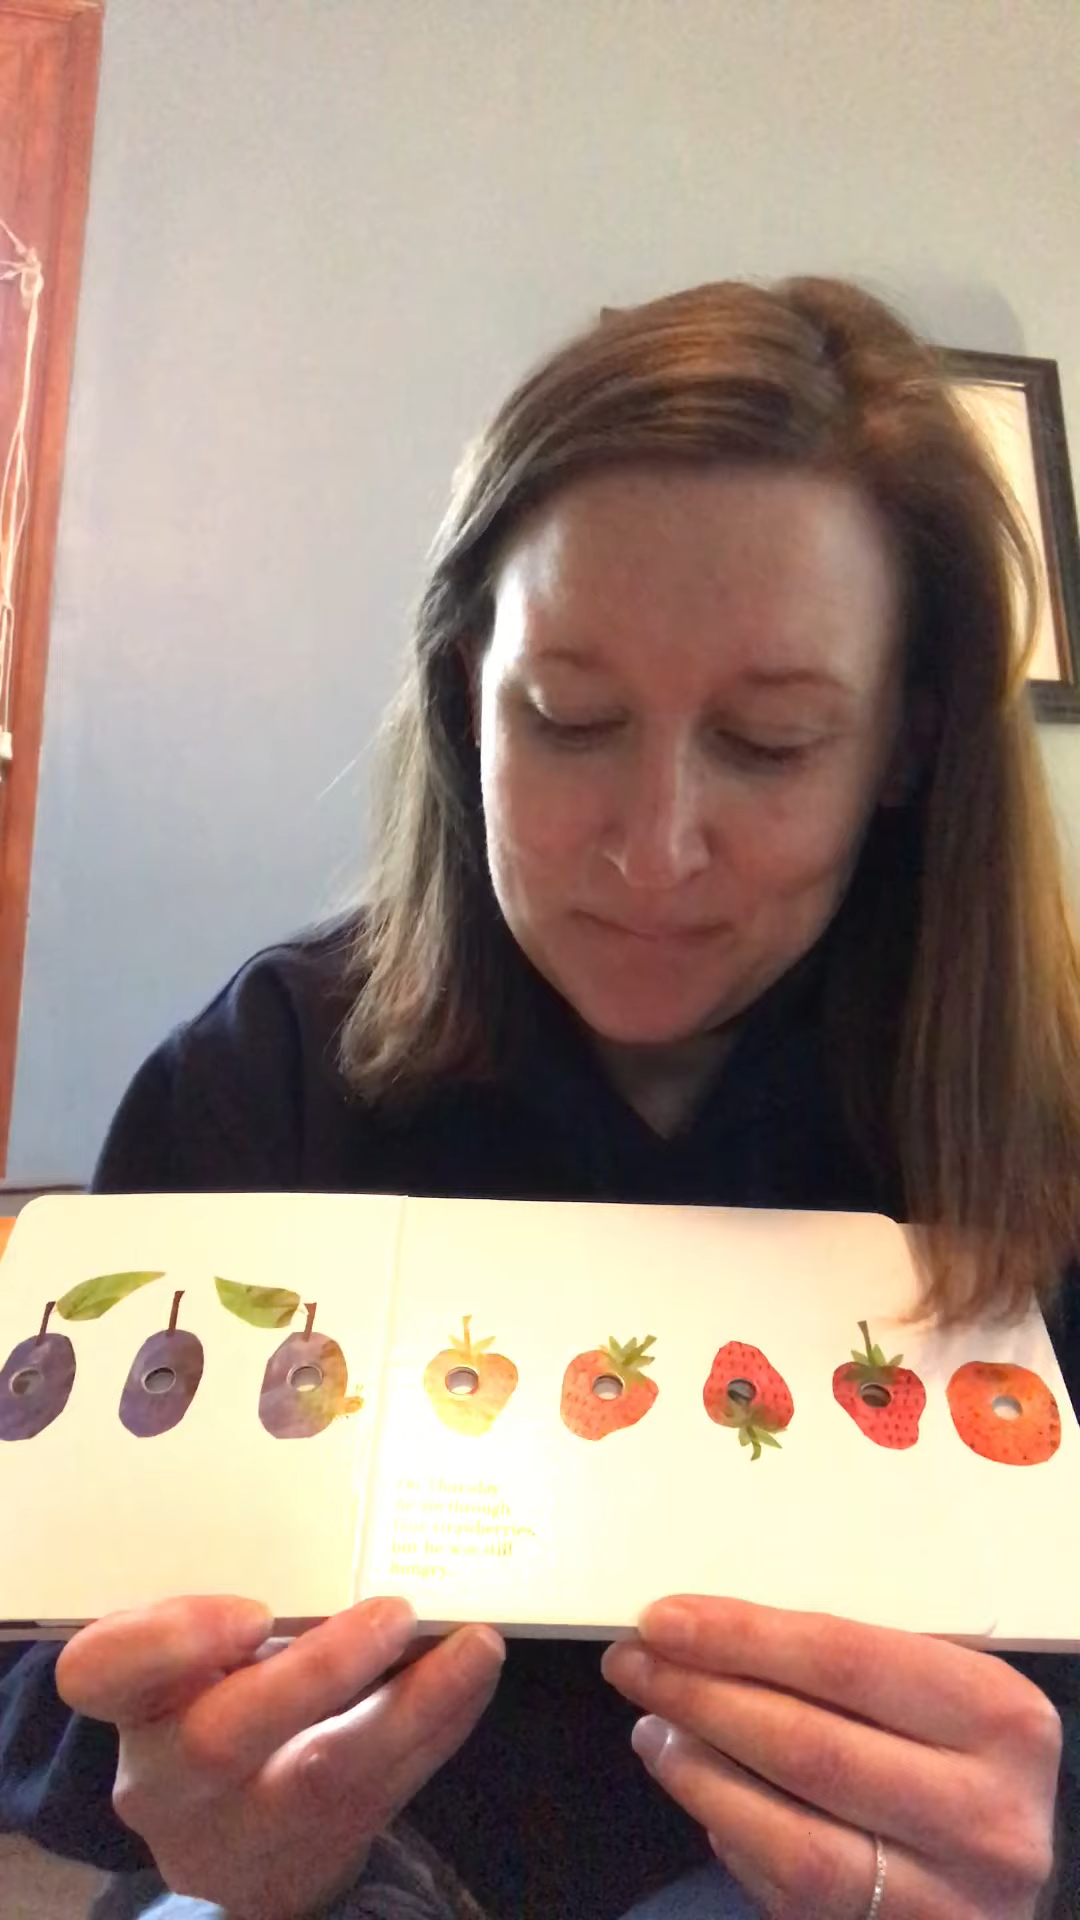 On Thursday
he ate through
four strawberries,
but he was still
hungry.